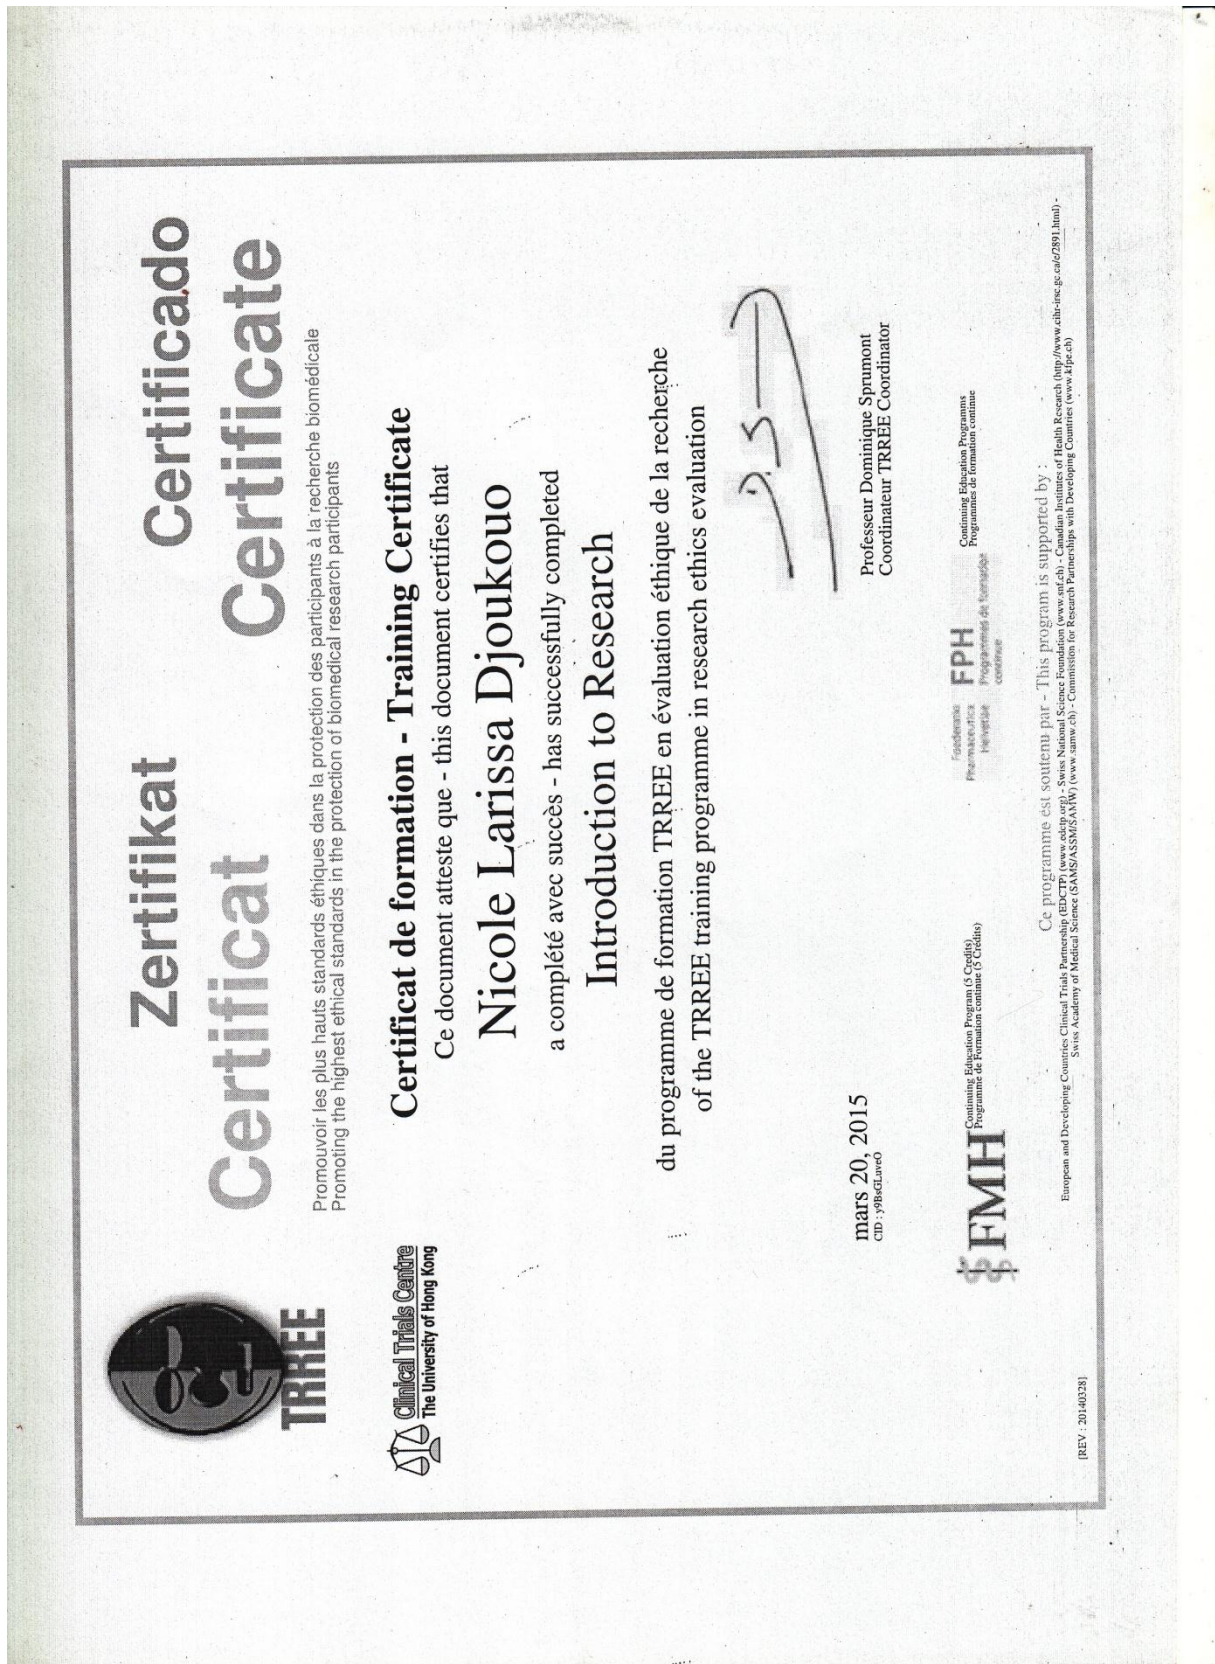 Zertifikat Certificado
Certificat Certificate
TRREE
Promouvoir les plus hauts standards éthiques dans la protection des participants à la recherche biomédicale
Promoting the highest ethical standards in the protection of biomedical research participants
Clinical Trials Centre
The University of Hong Kong
Certificat de formation - Training Certificate
Ce document atteste que - this document certifies that
Nicole Larissa Djoukouo
a complété avec succès - has successfully completed
Introduction to Research
du programme de formation TRREE en évaluation éthique de la recherche
of the TRREE training programme in research ethics evaluation
mars 20, 2015
CID : y9BsGLuveO
Professeur Dominique Sprumont
Coordinateur TRREE Coordinator
FMH
Continuing Education Program (5 Credits)
Programme de Formation continue (5 Crédits)
Foederatio
Pharmaceutica
Helvetiae
FPH
Programmes de formation
continue
Continuing Education Programs
Programmes de formation continue
Ce programme est soutenu par - This program is supported by :
European and Developing Countries Clinical Trials Partnership (EDCTP) (www.edctp.org) - Swiss National Science Foundation (www.snf.ch) - Canadian Institutes of Health Research (http://www.cihr-irsc.gc.ca/e/2891.html) -
Swiss Academy of Medical Science (SAMS/ASSM/SAMW) (www.samw.ch) - Commission for Research Partnerships with Developing Countries (www.kfpe.ch)
[REV : 20140328]